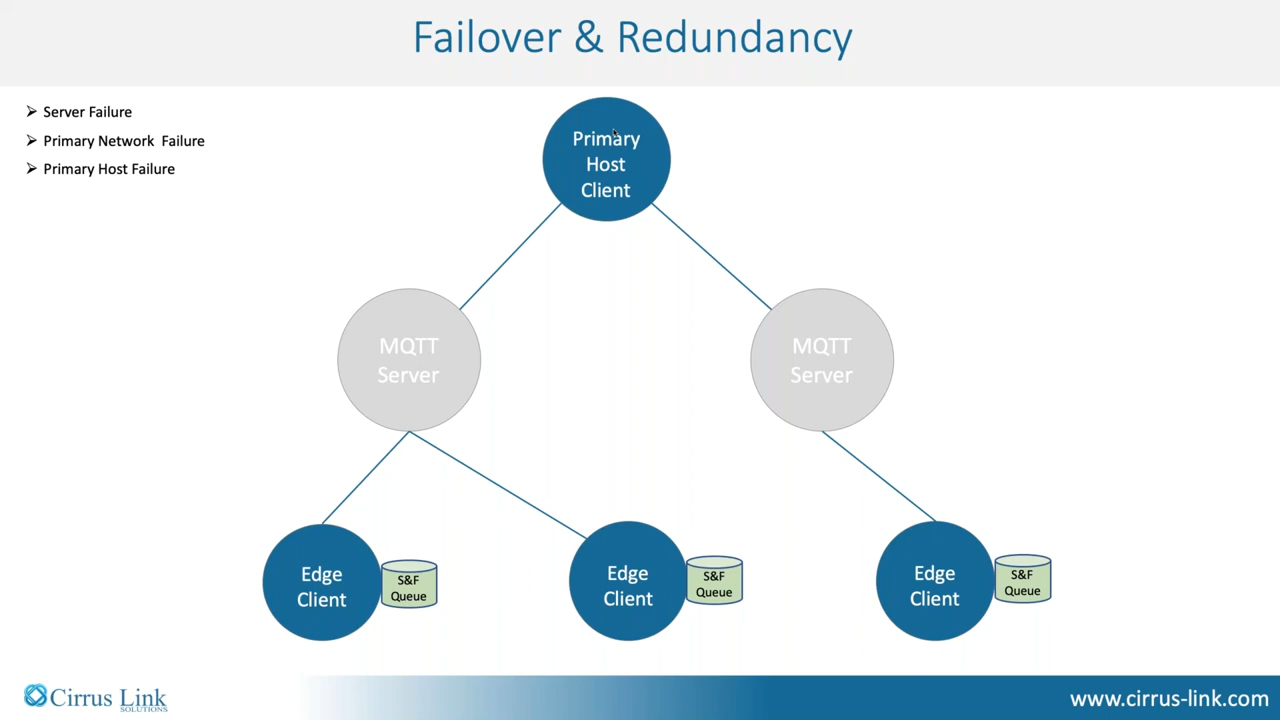 Failover & Redundancy
➢ Server Failure
➢ Primary Network Failure
➢ Primary Host Failure
Primary
Host
Client
MQTT
Server
MQTT
Server
Edge
Client
S&F
Queue
Edge
Client
S&F
Queue
Edge
Client
S&F
Queue
Cirrus Link
SOLUTIONS
www.cirrus-link.com